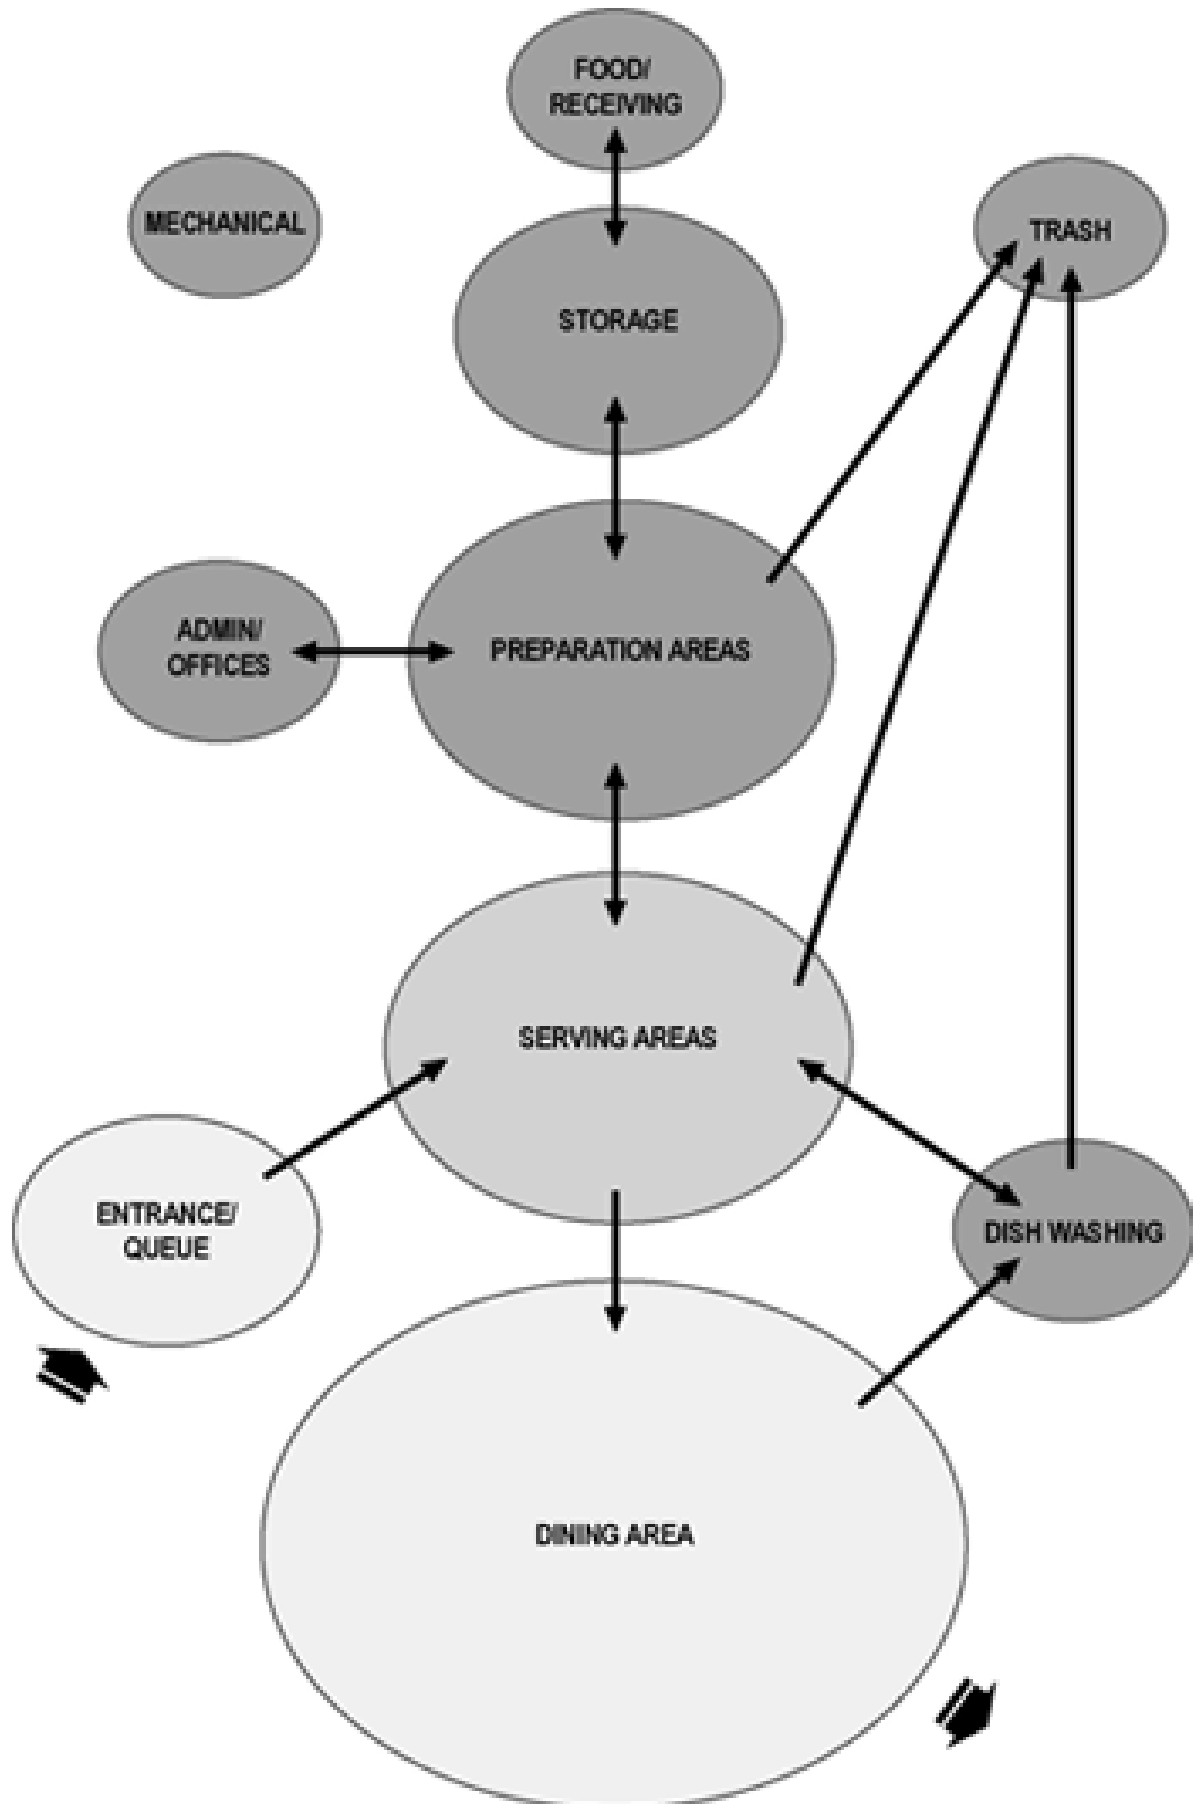 FOOD/
RECEIVING
MECHANICAL
TRASH
STORAGE
ADMIN/
OFFICES
PREPARATION AREAS
SERVING AREAS
ENTRANCE/
QUEUE
DISH WASHING
DINING AREA